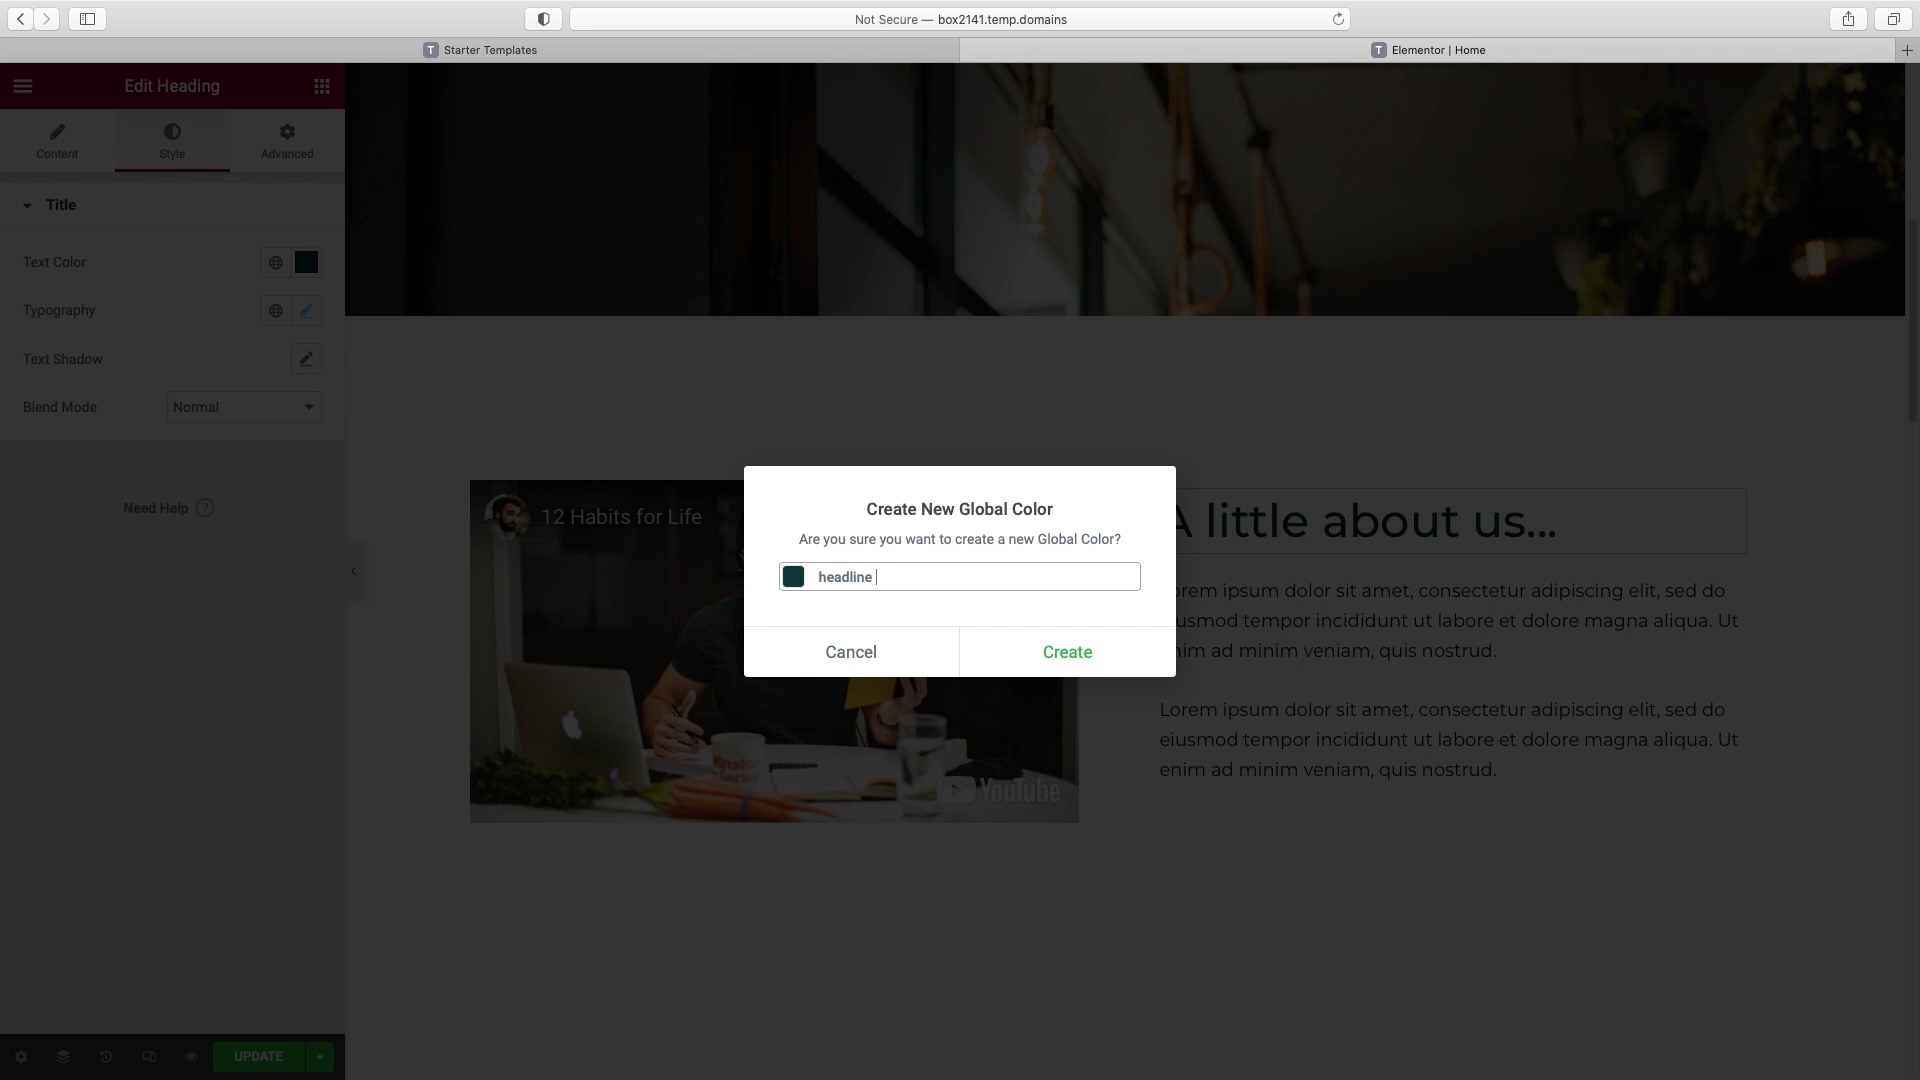 Not Secure — box2141.temp.domains
T Starter Templates
T Elementor | Home
+
Edit Heading
Content
Style
Advanced
Title
Text Color
Typography
Text Shadow
Blend Mode
Normal
Need Help ?
12 Habits for Life
YouTube
A little about us...
orem ipsum dolor sit amet, consectetur adipiscing elit, sed do
usmod tempor incididunt ut labore et dolore magna aliqua. Ut
nim ad minim veniam, quis nostrud.
Lorem ipsum dolor sit amet, consectetur adipiscing elit, sed do
eiusmod tempor incididunt ut labore et dolore magna aliqua. Ut
enim ad minim veniam, quis nostrud.
Create New Global Color
Are you sure you want to create a new Global Color?
headline
Cancel
Create
UPDATE